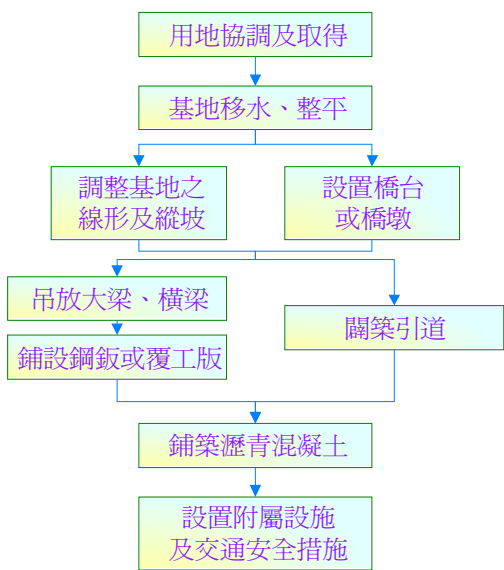 用地協調及取得
基地移水、整平
調整基地之
線形及縱坡
設置橋台
或橋墩
吊放大梁、橫梁
鋪設鋼鈑或覆工版
闢築引道
鋪築瀝青混凝土
設置附屬設施
及交通安全措施